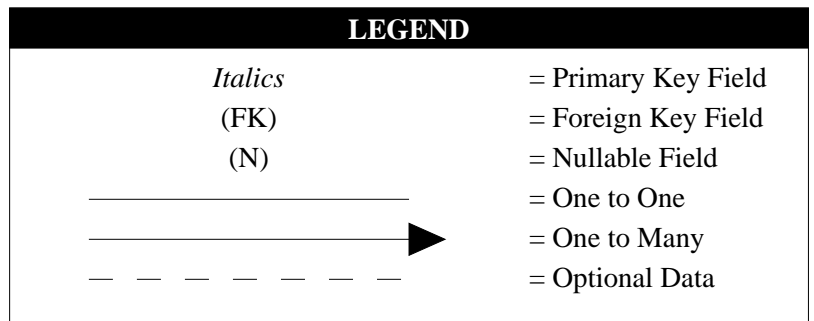 LEGEND
Italics = Primary Key Field
(FK) = Foreign Key Field
(N) = Nullable Field
= One to One
= One to Many
= Optional Data